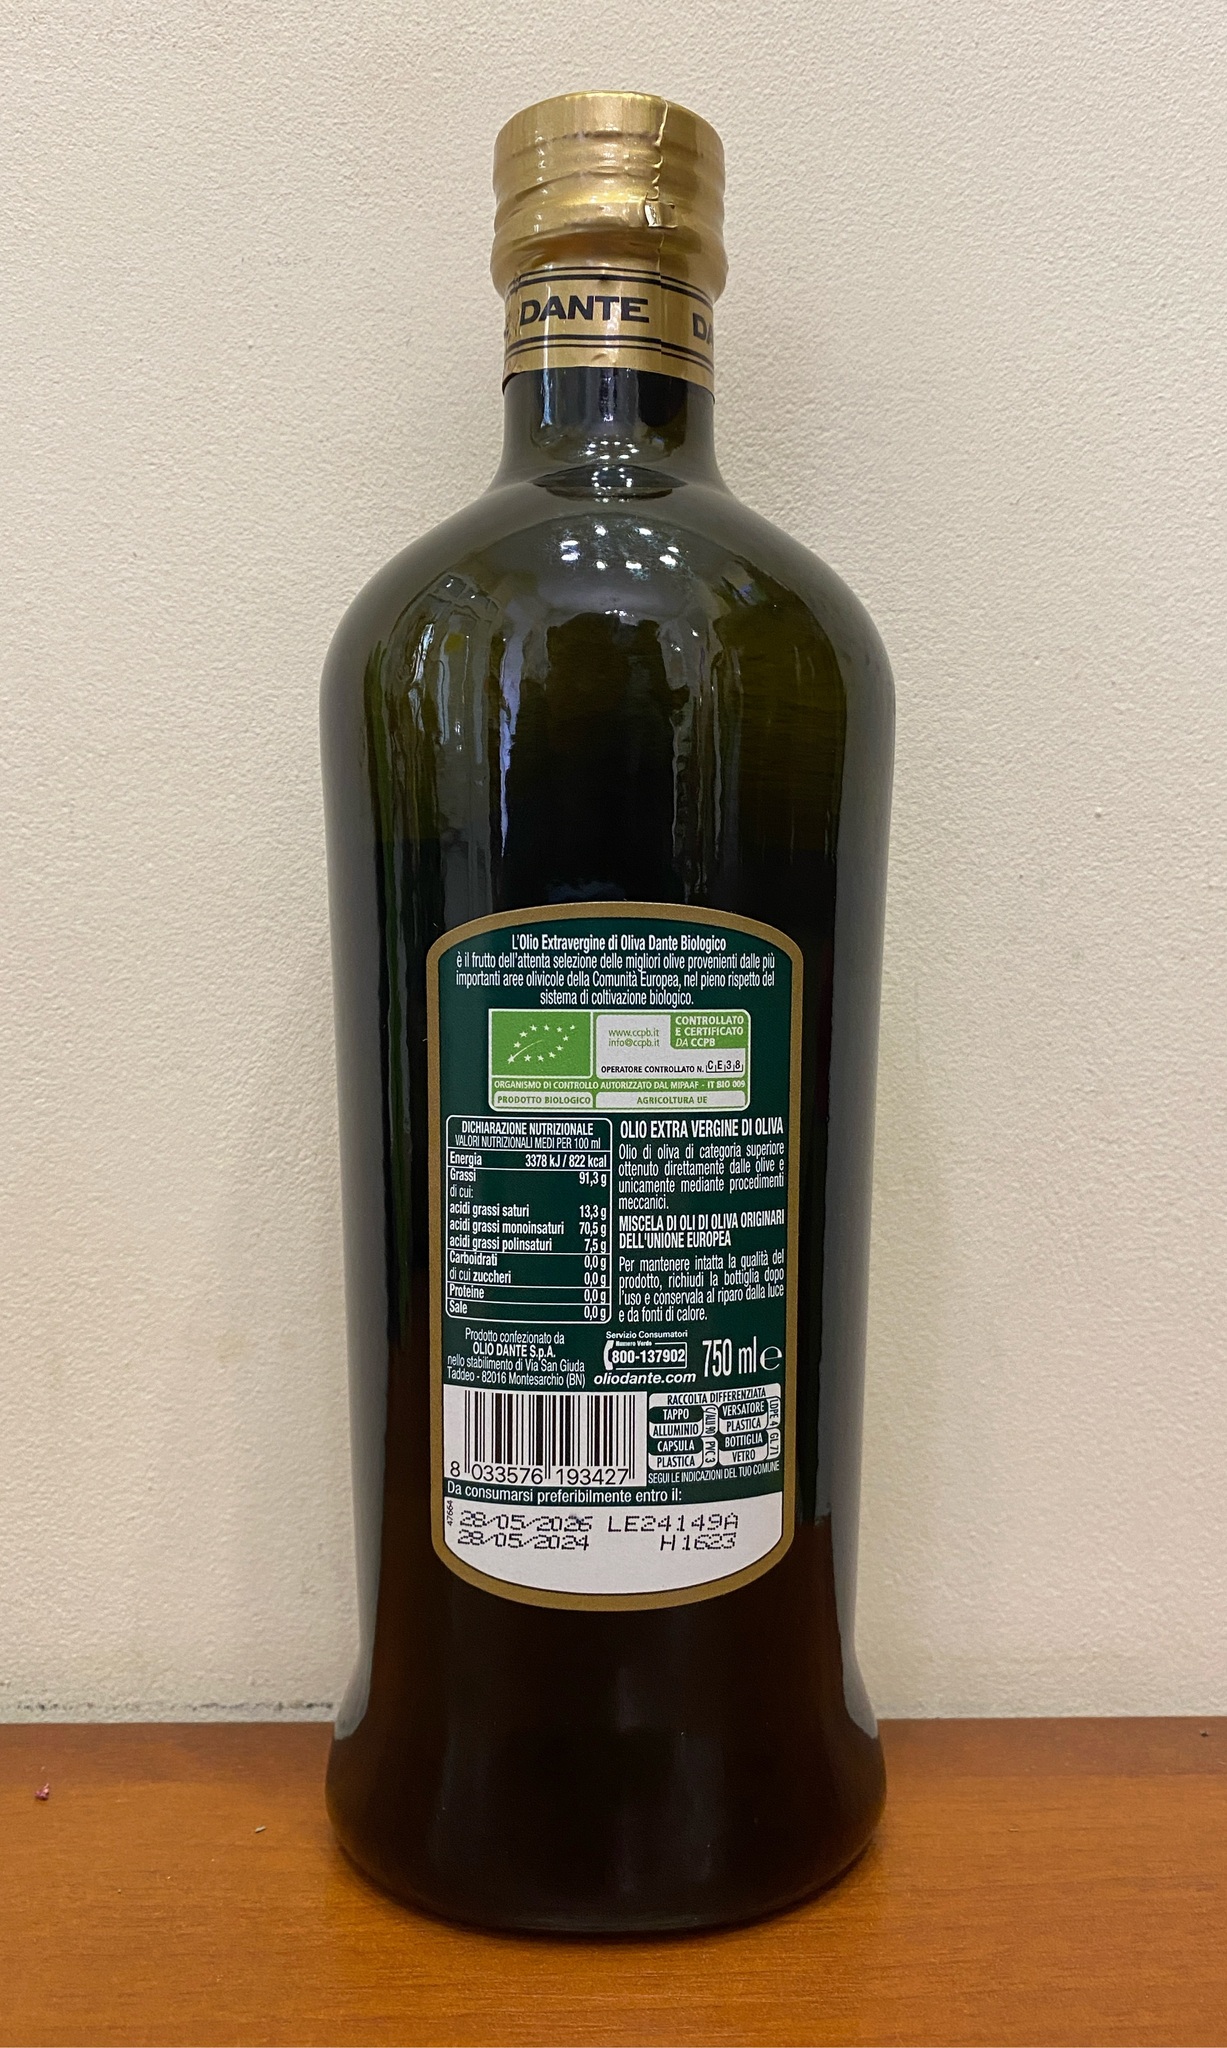 DANTE
DA
L'Olio Extravergine di Oliva Dante Biologico
è il frutto dell'attenta selezione delle migliori olive provenienti dalle più
importanti aree olivicole della Comunità Europea, nel pieno rispetto del
sistema di coltivazione biologico.
www.ccpb.it
info@ccpb.it
CONTROLLATO
E CERTIFICATO
DA CCPB
OPERATORE CONTROLLATO N. CE38
ORGANISMO DI CONTROLLO AUTORIZZATO DAL MIPAAF - IT BIO 009
PRODOTTO BIOLOGICO
AGRICOLTURA UE
DICHIARAZIONE NUTRIZIONALE
VALORI NUTRIZIONALI MEDI PER 100 ml
Energia 3378 kJ / 822 kcal
Grassi 91,3 g
di cui:
acidi grassi saturi 13,3 g
acidi grassi monoinsaturi 70,5 g
acidi grassi polinsaturi 7,5 g
Carboidrati 0,0 g
di cui zuccheri 0,0 g
Proteine 0,0 g
Sale 0,0 g
OLIO EXTRA VERGINE DI OLIVA
Olio di oliva di categoria superiore
ottenuto direttamente dalle olive e
unicamente mediante procedimenti
meccanici.
MISCELA DI OLI DI OLIVA ORIGINARI
DELL'UNIONE EUROPEA
Per mantenere intatta la qualità del
prodotto, richiudi la bottiglia dopo
l'uso e conservala al riparo dalla luce
e da fonti di calore.
Prodotto confezionato da
OLIO DANTE S.p.A.
nello stabilimento di Via San Giuda
Taddeo - 82016 Montesarchio (BN)
Servizio Consumatori
Numero Verde
800-137902
oliodante.com
750 ml e
8 033576 193427
RACCOLTA DIFFERENZIATA
TAPPO
ALLUMINIO
C/ALU 90
VERSATORE
PLASTICA
LDPE 4
CAPSULA
PLASTICA
PVC 3
BOTTIGLIA
VETRO
GL 71
SEGUI LE INDICAZIONI DEL TUO COMUNE
Da consumarsi preferibilmente entro il:
47664
28/05/2026 LE24149A
28/05/2024 H1623